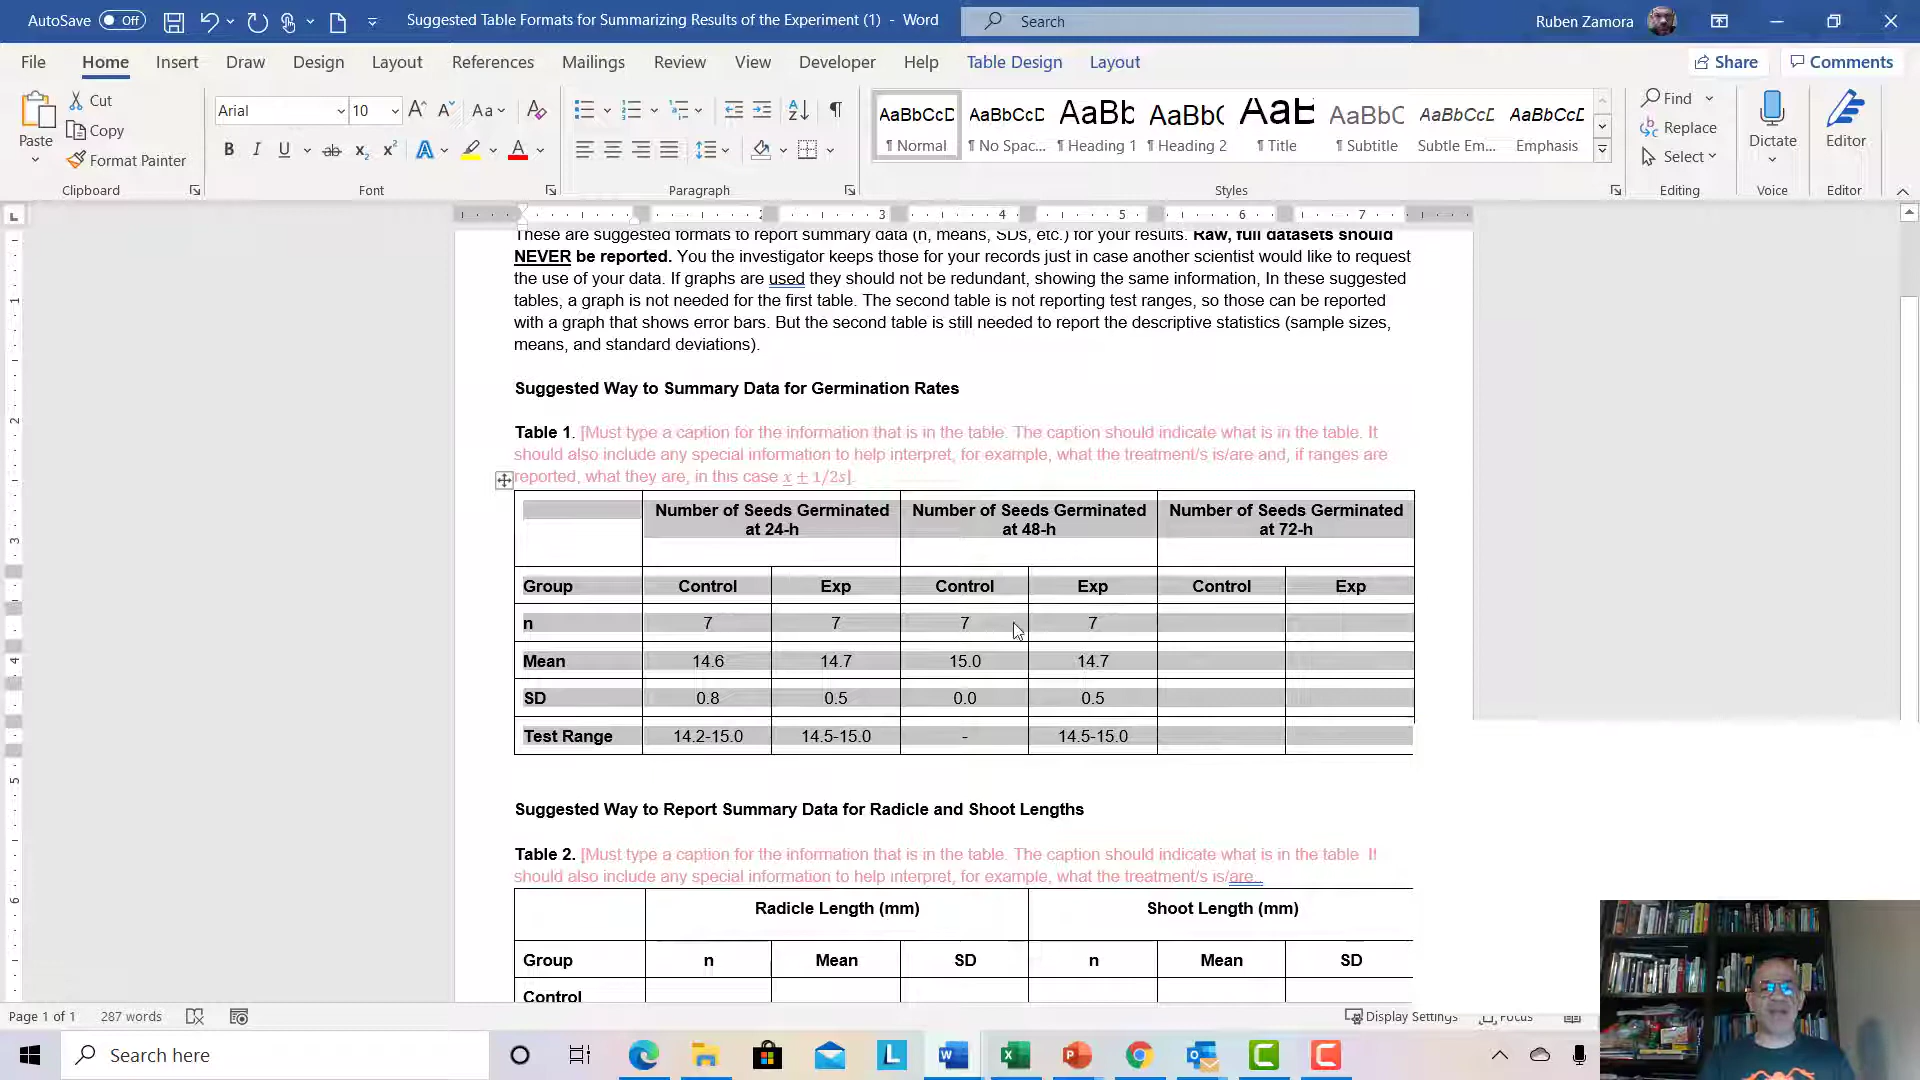 AutoSave Off Suggested Table Formats for Summarizing Results of the Experiment (1) - Word Search Ruben Zamora
File Home Insert Draw Design Layout References Mailings Review View Developer Help Table Design Layout Share Comments
Paste Cut Copy Format Painter Clipboard
Arial 10 Font
Paragraph
AaBbCcD ¶ Normal
AaBbCcD ¶ No Spac...
AaBb( ¶ Heading 1
AaBbC( ¶ Heading 2
AaB ¶ Title
AaBbC ¶ Subtitle
AaBbCcD Subtle Em...
AaBbCcD Emphasis
Styles
Find Replace Select Editing
Dictate Voice
Editor Editor
2 3 4 5 6 7
These are suggested formats to report summary data (n, means, SDs, etc.) for your results. Raw, full datasets should
NEVER be reported. You the investigator keeps those for your records just in case another scientist would like to request
the use of your data. If graphs are used they should not be redundant, showing the same information, In these suggested
tables, a graph is not needed for the first table. The second table is not reporting test ranges, so those can be reported
with a graph that shows error bars. But the second table is still needed to report the descriptive statistics (sample sizes,
means, and standard deviations).
Suggested Way to Summary Data for Germination Rates
Table 1. [Must type a caption for the information that is in the table. The caption should indicate what is in the table. It
should also include any special information to help interpret, for example, what the treatment/s is/are and, if ranges are
reported, what they are, in this case x ± 1/2s].
Number of Seeds Germinated at 24-h Number of Seeds Germinated at 48-h Number of Seeds Germinated at 72-h
Group Control Exp Control Exp Control Exp
n 7 7 7 7
Mean 14.6 14.7 15.0 14.7
SD 0.8 0.5 0.0 0.5
Test Range 14.2-15.0 14.5-15.0 - 14.5-15.0
Suggested Way to Report Summary Data for Radicle and Shoot Lengths
Table 2. [Must type a caption for the information that is in the table. The caption should indicate what is in the table It
should also include any special information to help interpret, for example, what the treatment/s is/are.
Radicle Length (mm) Shoot Length (mm)
Group n Mean SD n Mean SD
Control
1
2
3
4
5
6
Page 1 of 1 287 words Display Settings Focus
Search here